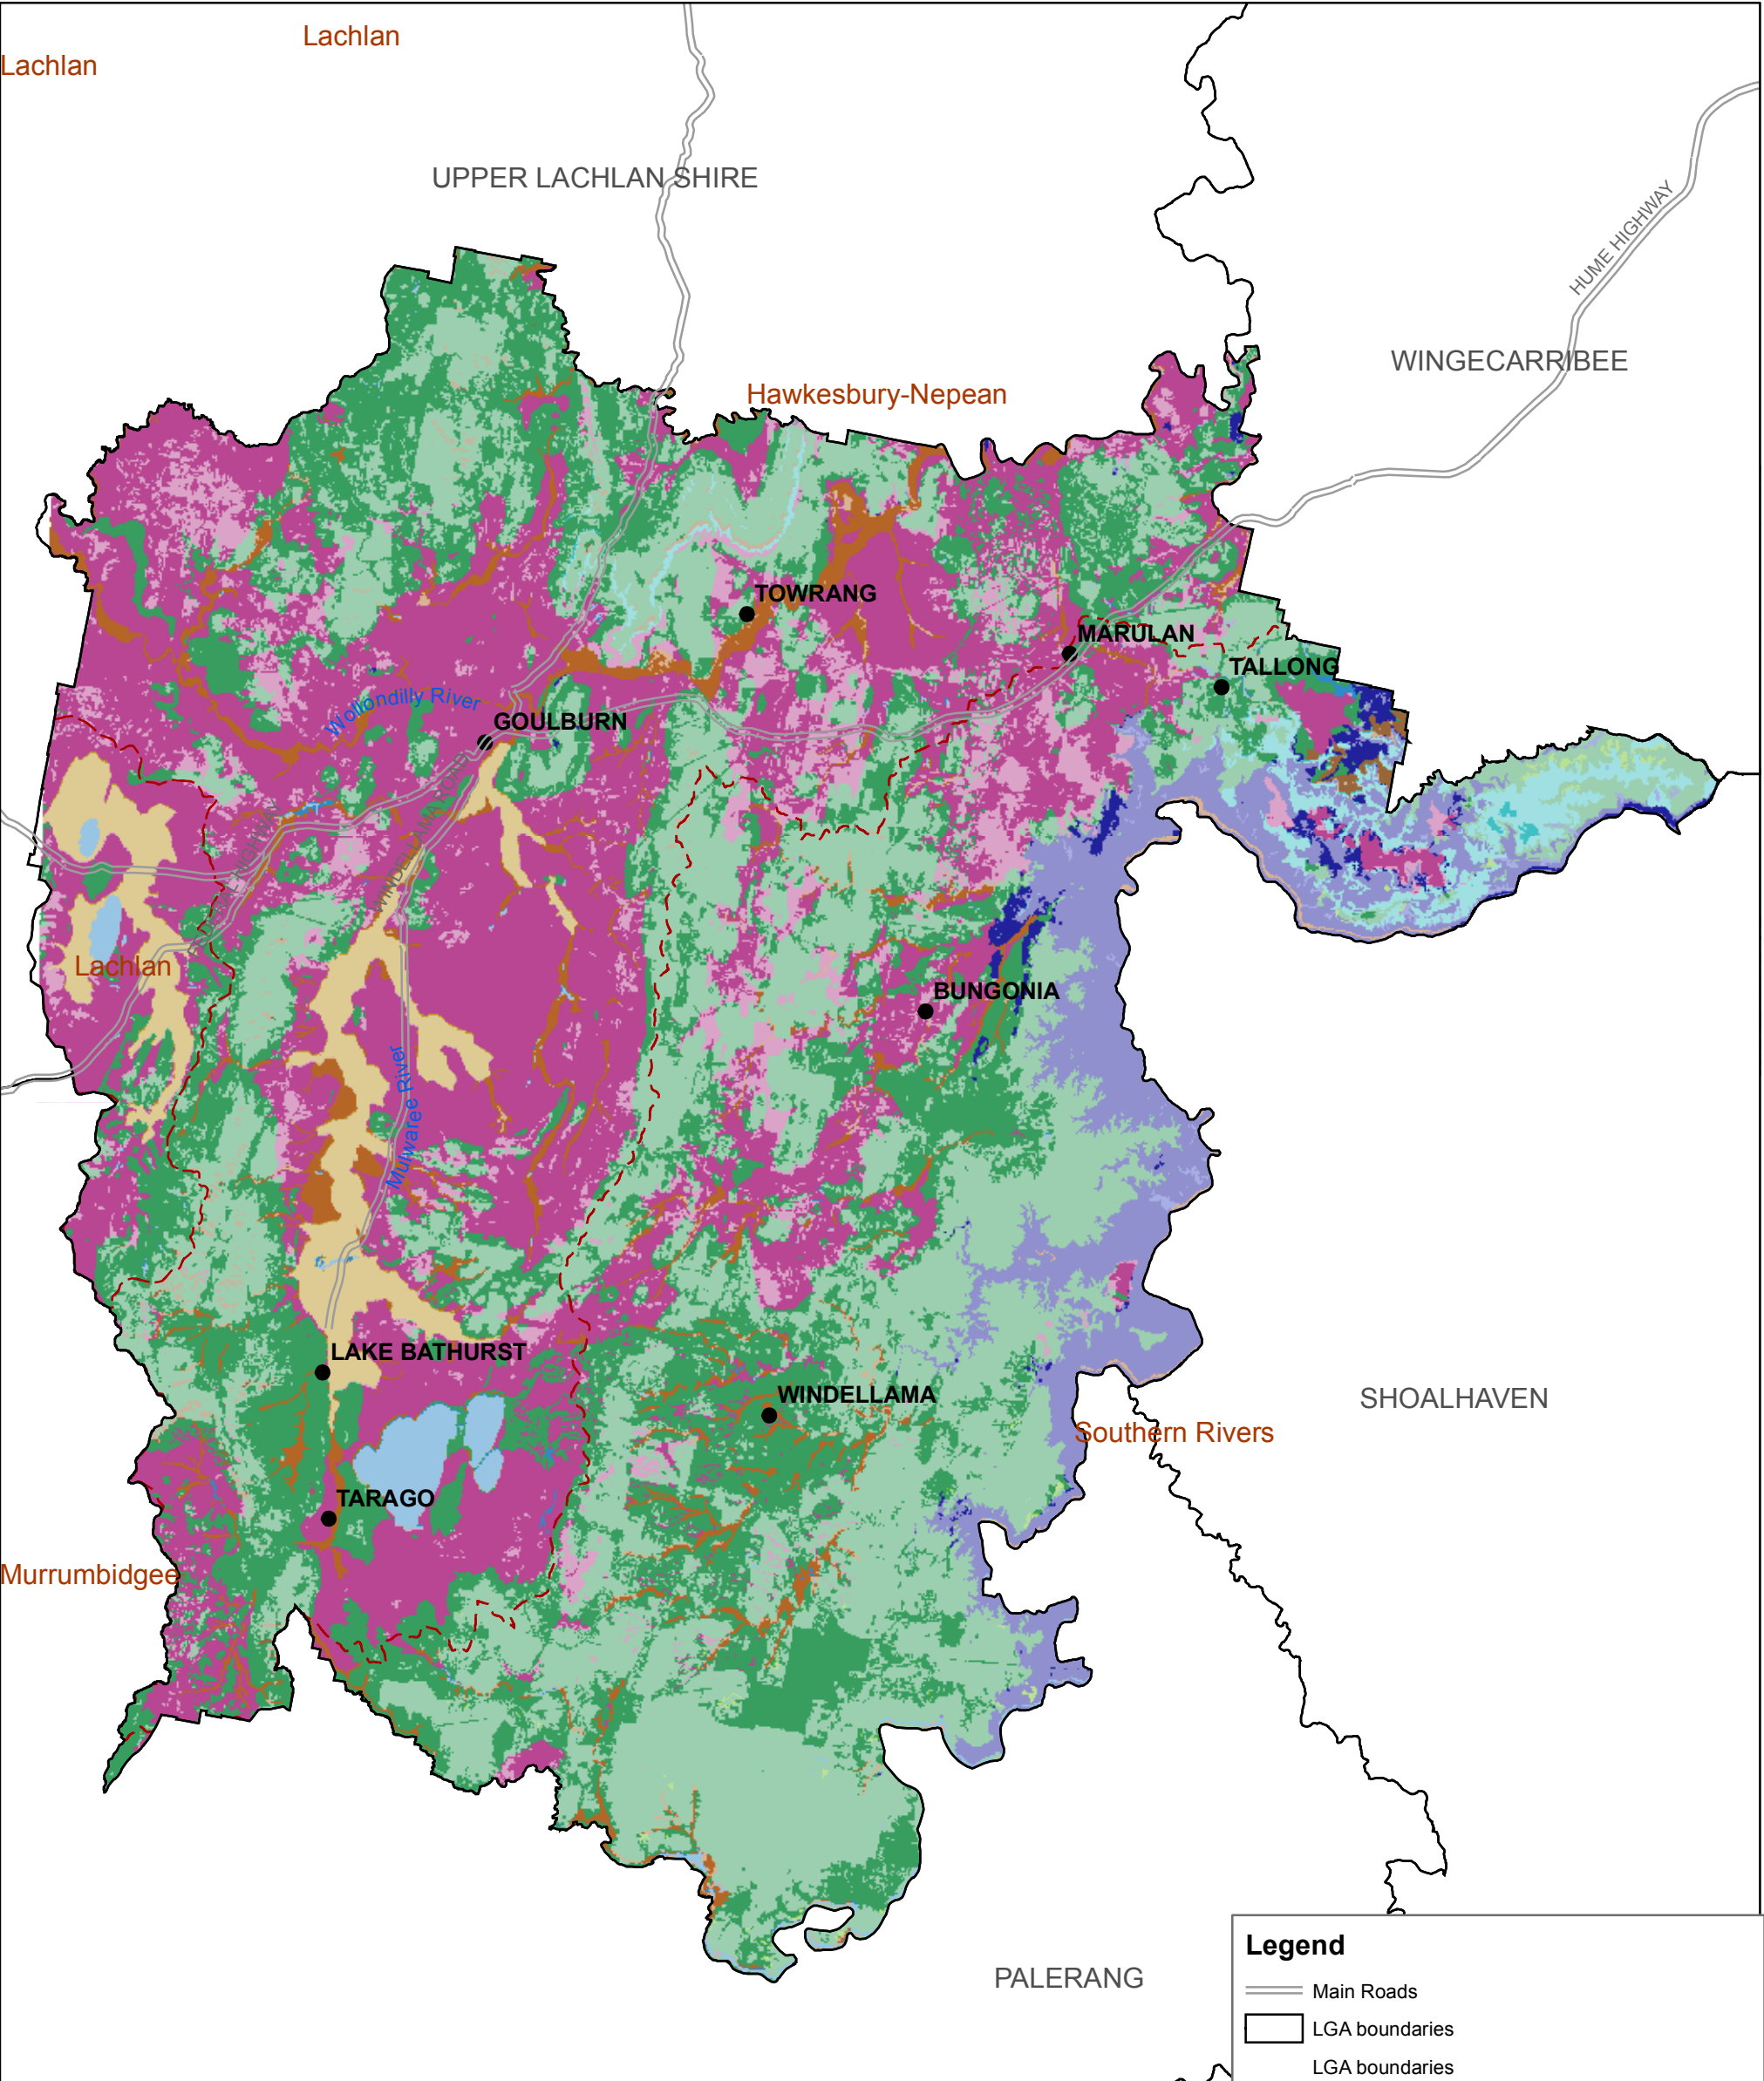 Lachlan
Lachlan
UPPER LACHLAN SHIRE
HUME HIGHWAY
WINGECARRIBEE
Hawkesbury-Nepean
TOWRANG
MARULAN
TALLONG
Wollondilly River
GOULBURN
Lachlan
BUNGONIA
Mulwaree River
LAKE BATHURST
WINDELLAMA
SHOALHAVEN
Southern Rivers
TARAGO
Murrumbidgee
PALERANG
Legend
Main Roads
LGA boundaries
LGA boundaries